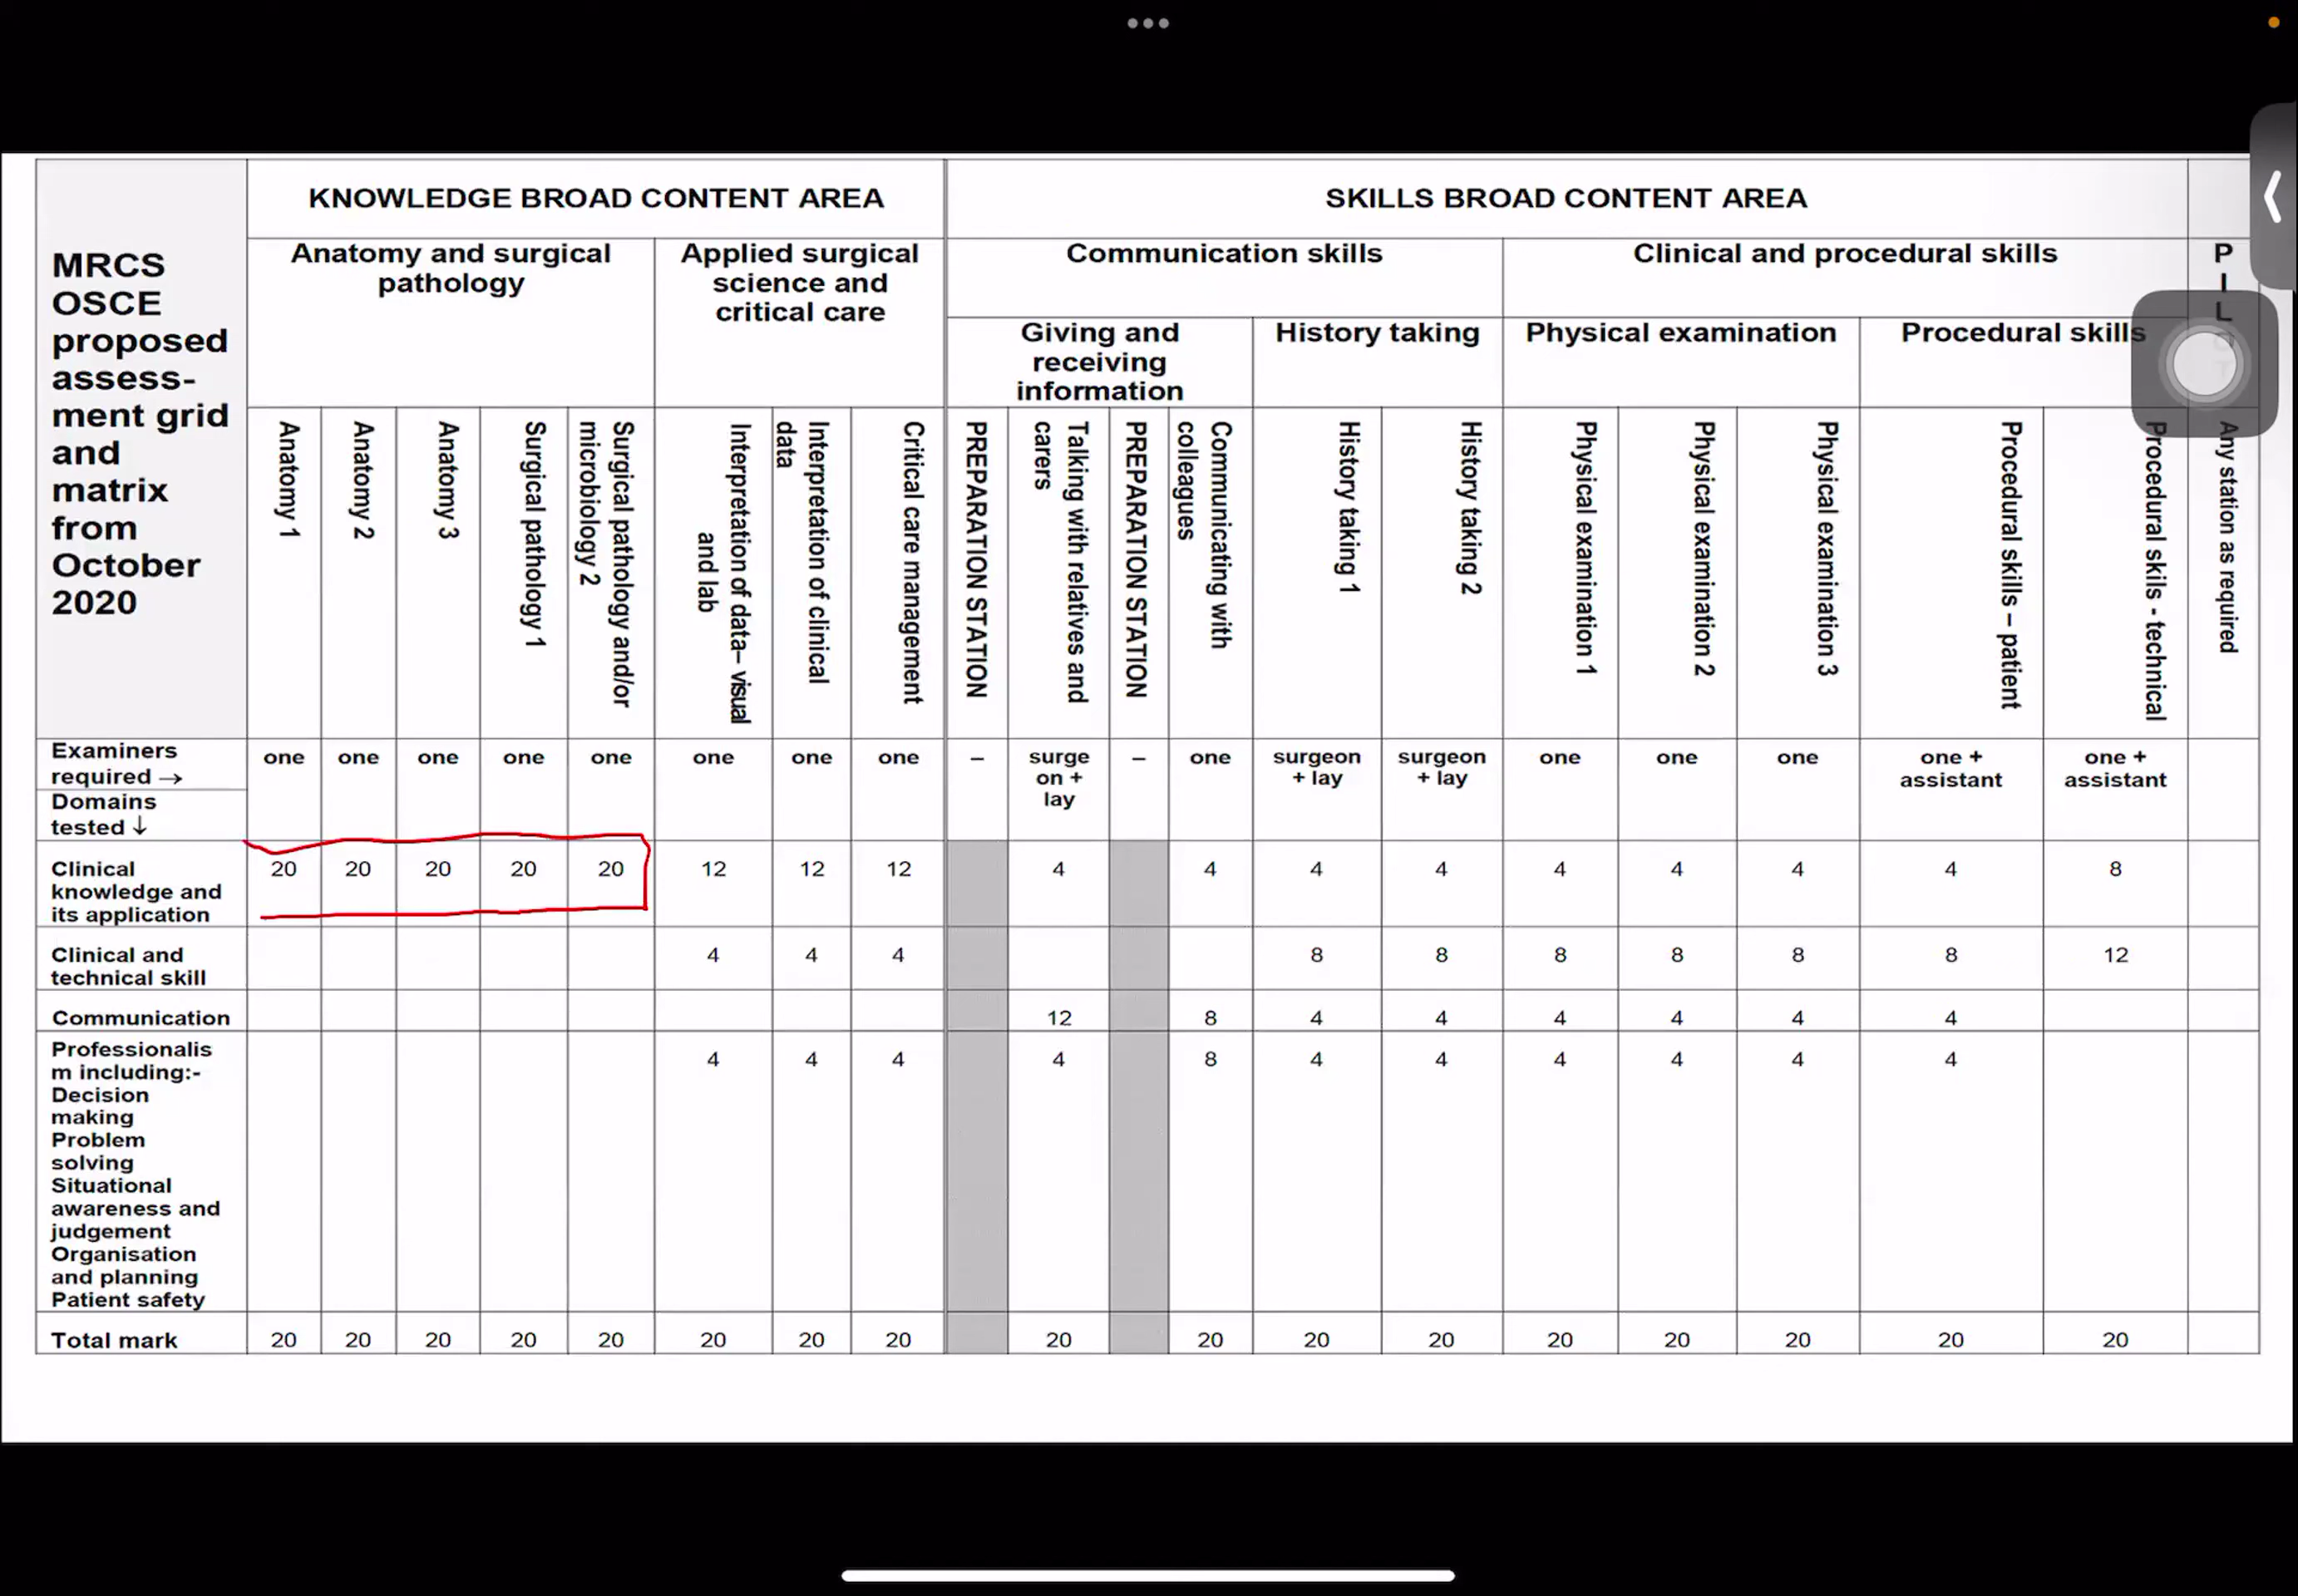 MRCS
OSCE
proposed
assess-
ment grid
and
matrix
from
October
2020
KNOWLEDGE BROAD CONTENT AREA
SKILLS BROAD CONTENT AREA
Anatomy and surgical
pathology
Applied surgical
science and
critical care
Communication skills
Clinical and procedural skills
P
I
L
Giving and
receiving
information
History taking
Physical examination
Procedural skills
Anatomy 1
Anatomy 2
Anatomy 3
Surgical pathology 1
Surgical pathology and/or
microbiology 2
Interpretation of data– visual
and lab
Interpretation of clinical
data
Critical care management
PREPARATION STATION
Talking with relatives and
carers
PREPARATION STATION
Communicating with
colleagues
History taking 1
History taking 2
Physical examination 1
Physical examination 2
Physical examination 3
Procedural skills – patient
Procedural skils - technical
Any station as required
Examiners
required →
one one one one one one one one – surge
on +
lay
– one surgeon
+ lay
surgeon
+ lay
one one one one +
assistant
one +
assistant
Domains
tested ↓
Clinical
knowledge and
its application
20 20 20 20 20 12 12 12 4 4 4 4 4 4 4 4 8
Clinical and
technical skill
4 4 4 8 8 8 8 8 8 12
Communication 12 8 4 4 4 4 4 4
Professionalis
m including:-
Decision
making
Problem
solving
Situational
awareness and
judgement
Organisation
and planning
Patient safety
4 4 4 4 8 4 4 4 4 4 4
Total mark 20 20 20 20 20 20 20 20 20 20 20 20 20 20 20 20 20